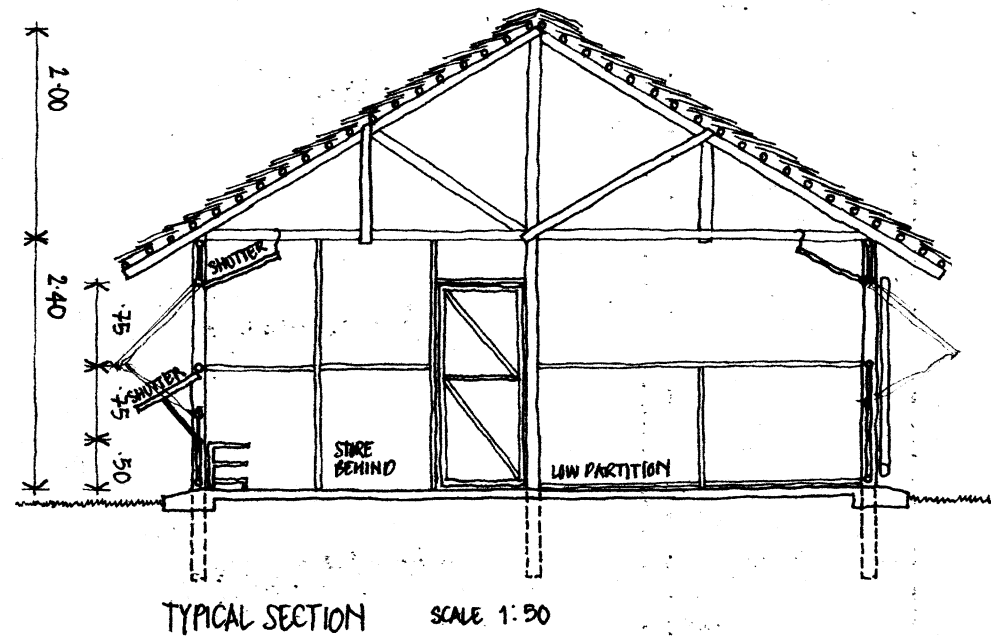 2.00
2.40
.75
.75
.50
SHUTTER
SHUTTER
STORE
BEHIND
LOW PARTITION
TYPICAL SECTION
SCALE 1:50